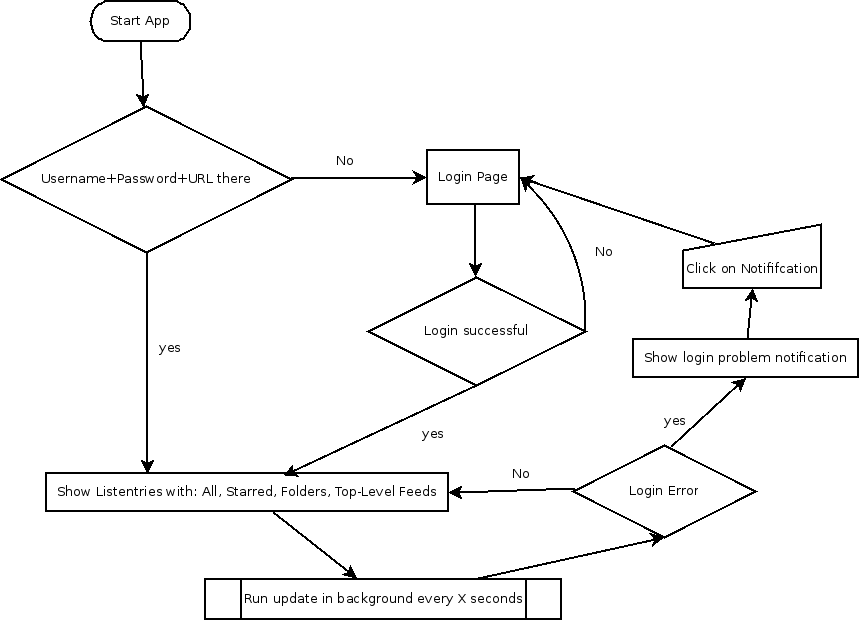 Start App
Username+Password+URL there
No
Login Page
Click on Notififcation
No
Login successful
yes
Show login problem notification
yes
yes
Show Listentries with: All, Starred, Folders, Top-Level Feeds
No
Login Error
Run update in background every X seconds